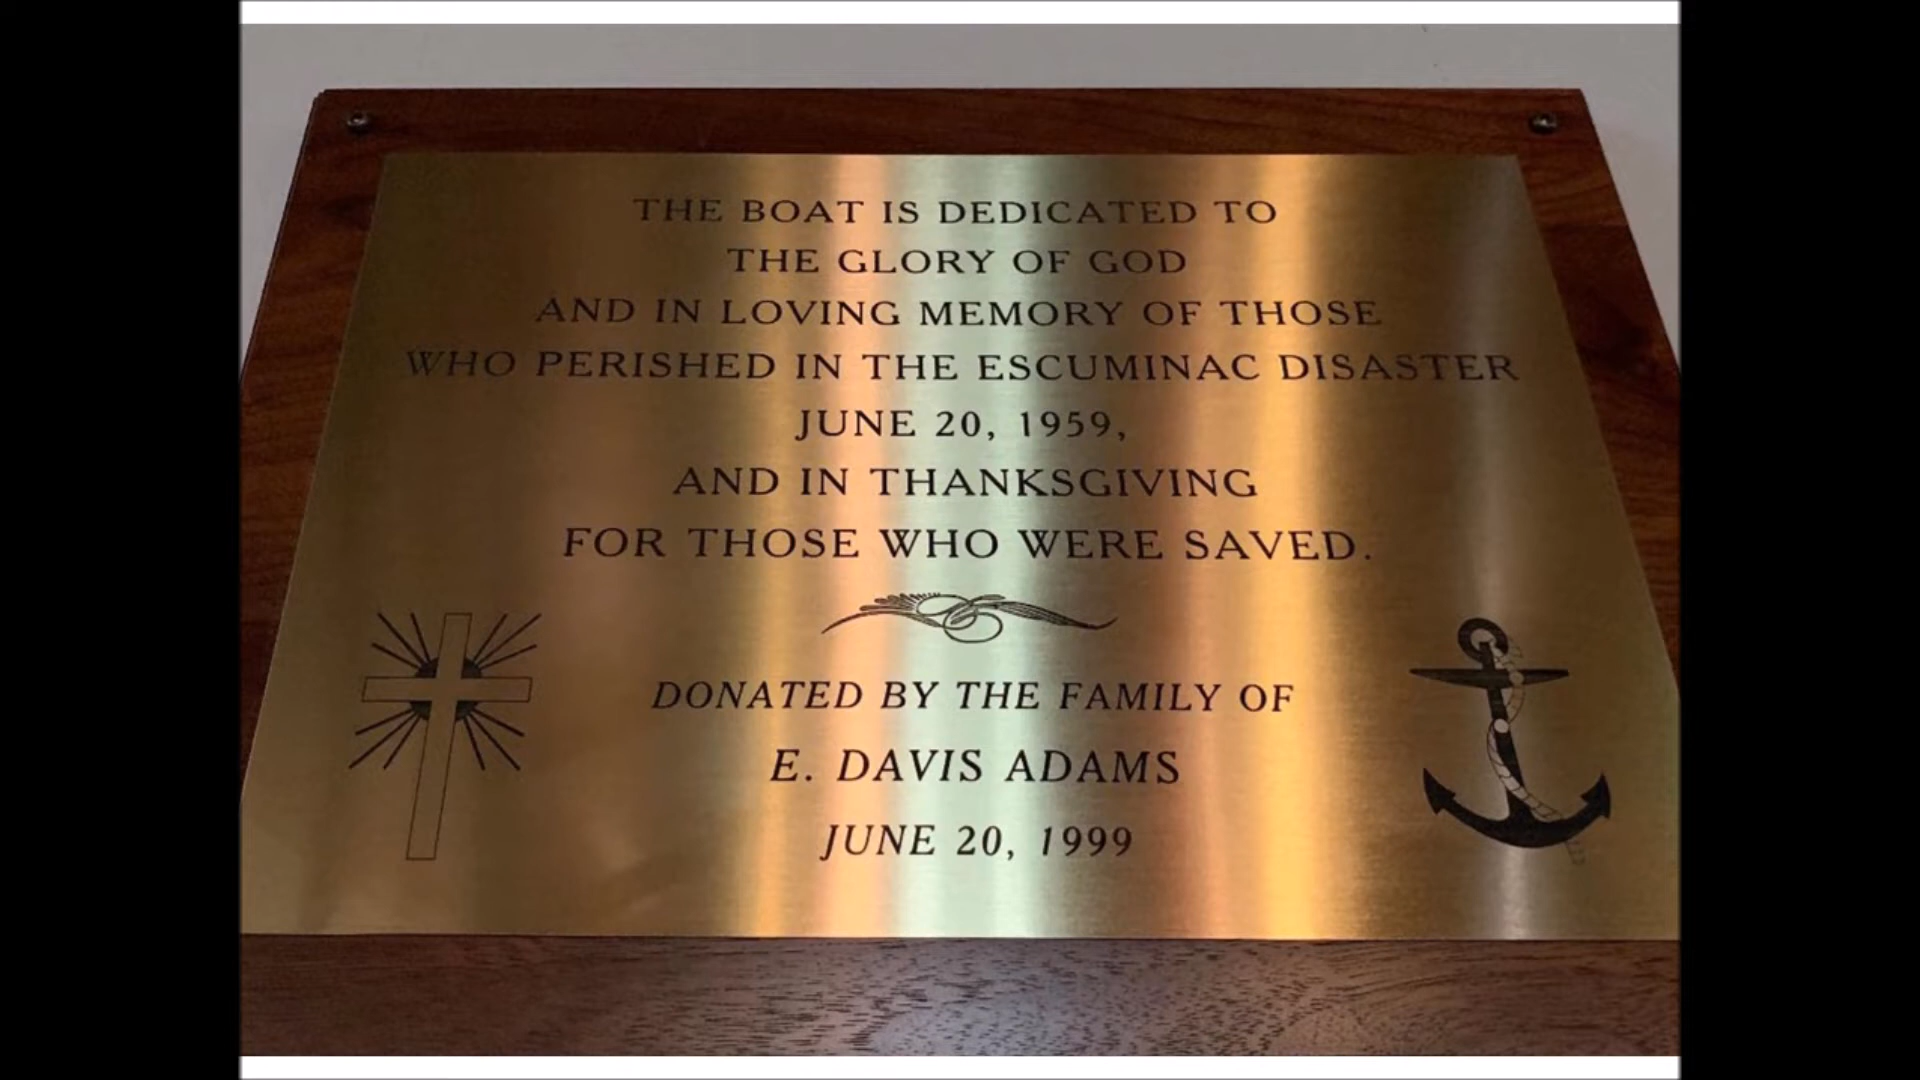 THE BOAT IS DEDICATED TO
THE GLORY OF GOD
AND IN LOVING MEMORY OF THOSE
WHO PERISHED IN THE ESCUMINAC DISASTER
JUNE 20, 1959,
AND IN THANKSGIVING
FOR THOSE WHO WERE SAVED.
DONATED BY THE FAMILY OF
E. DAVIS ADAMS
JUNE 20, 1999